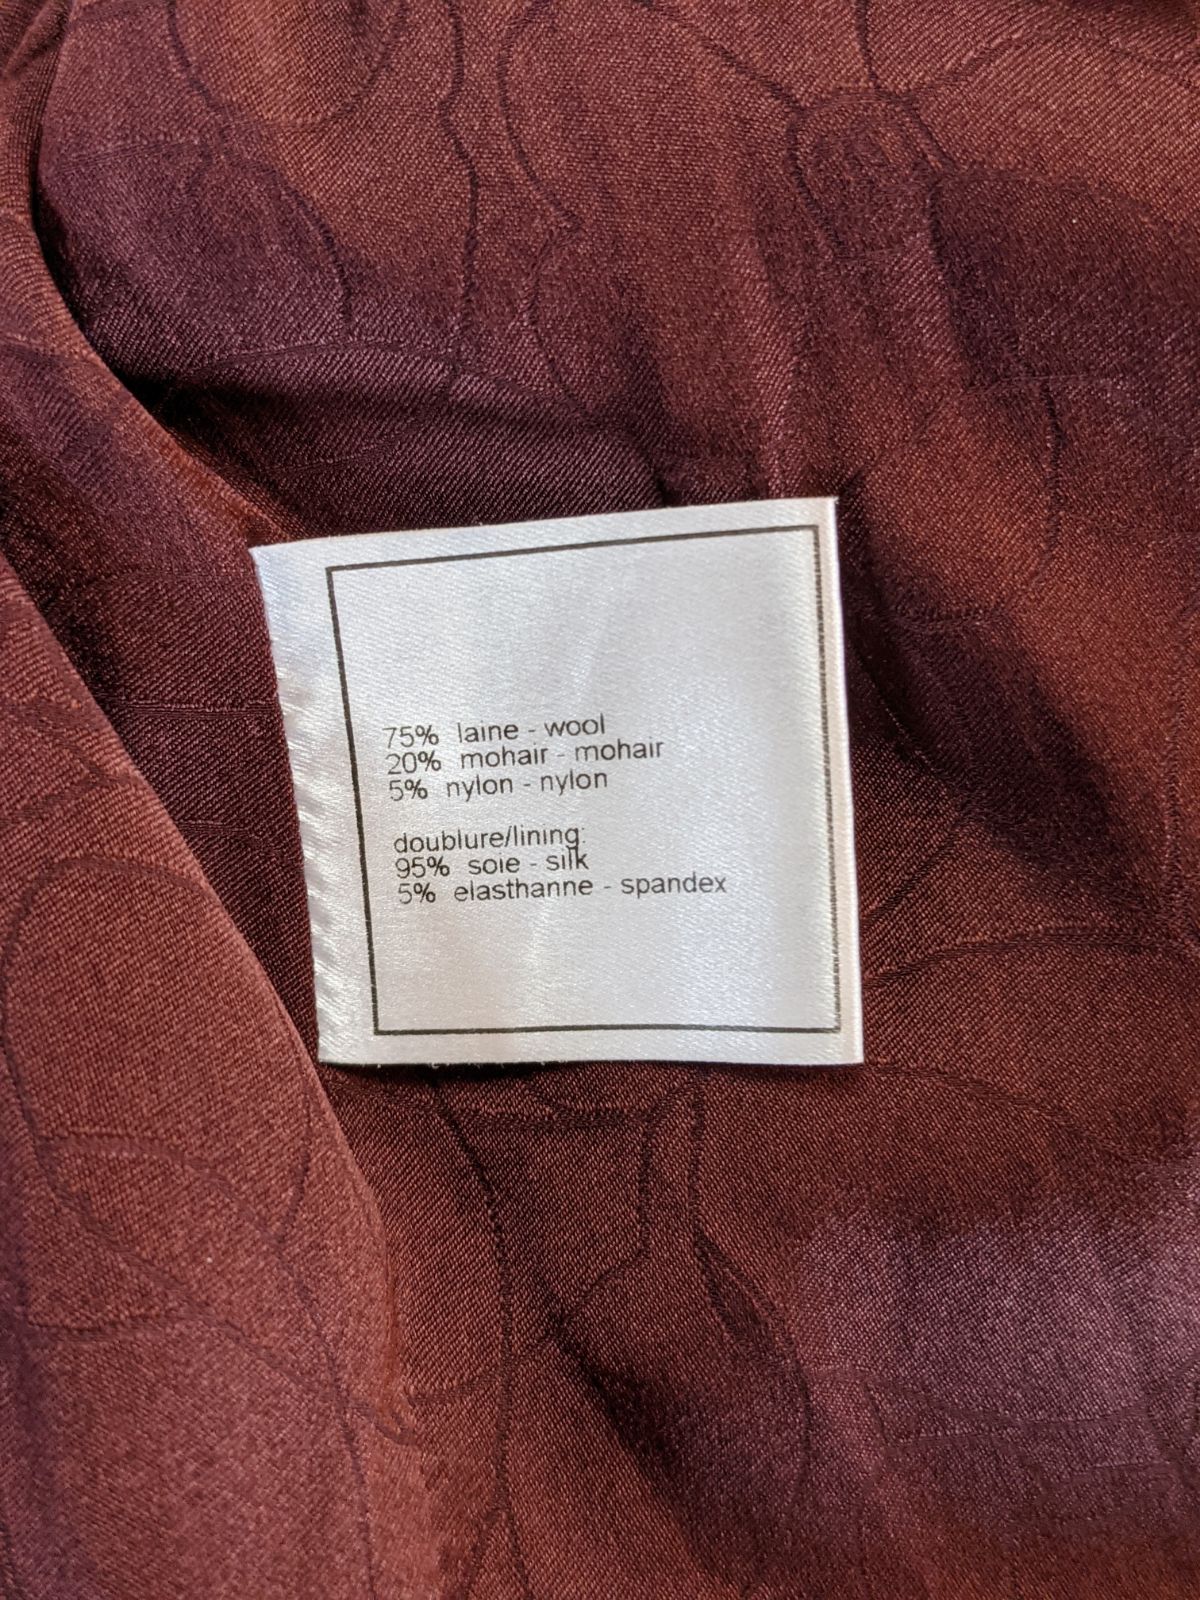 75% laine - wool
20% mohair - mohair
5% nylon - nylon
doublure/lining:
95% soie - silk
5% elasthanne - spandex